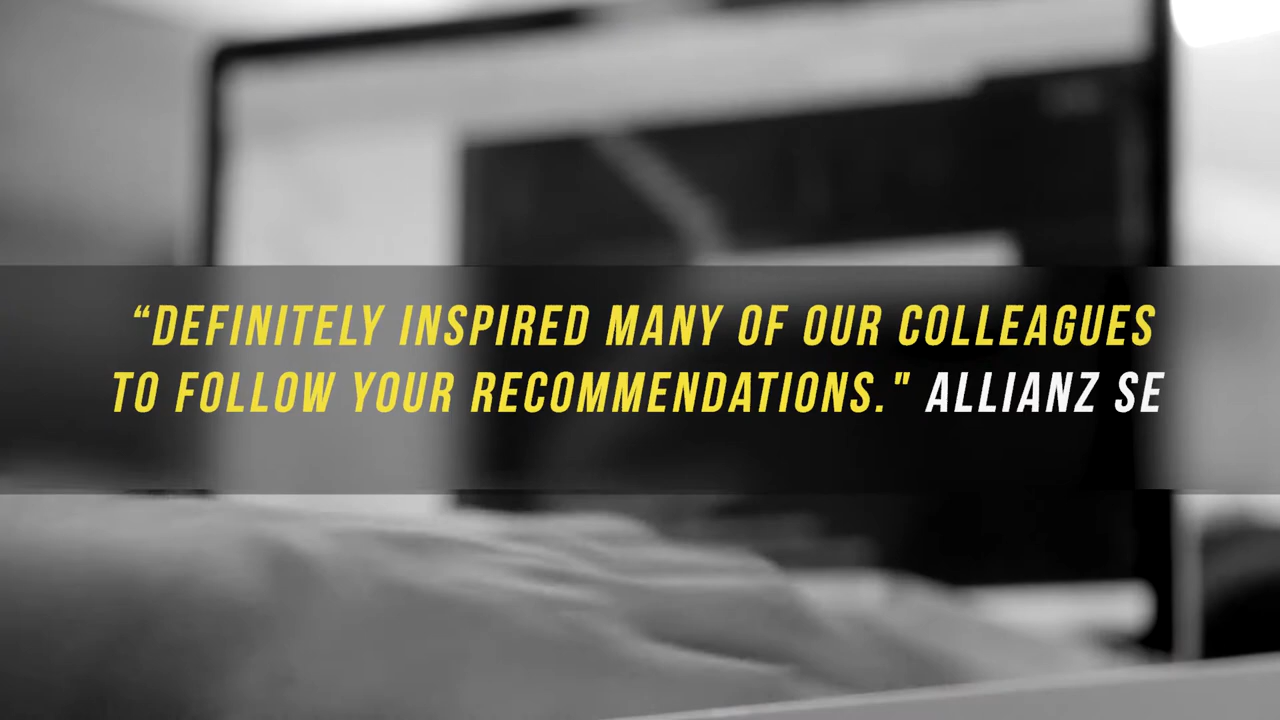 “DEFINITELY INSPIRED MANY OF OUR COLLEAGUES
TO FOLLOW YOUR RECOMMENDATIONS." ALLIANZ SE